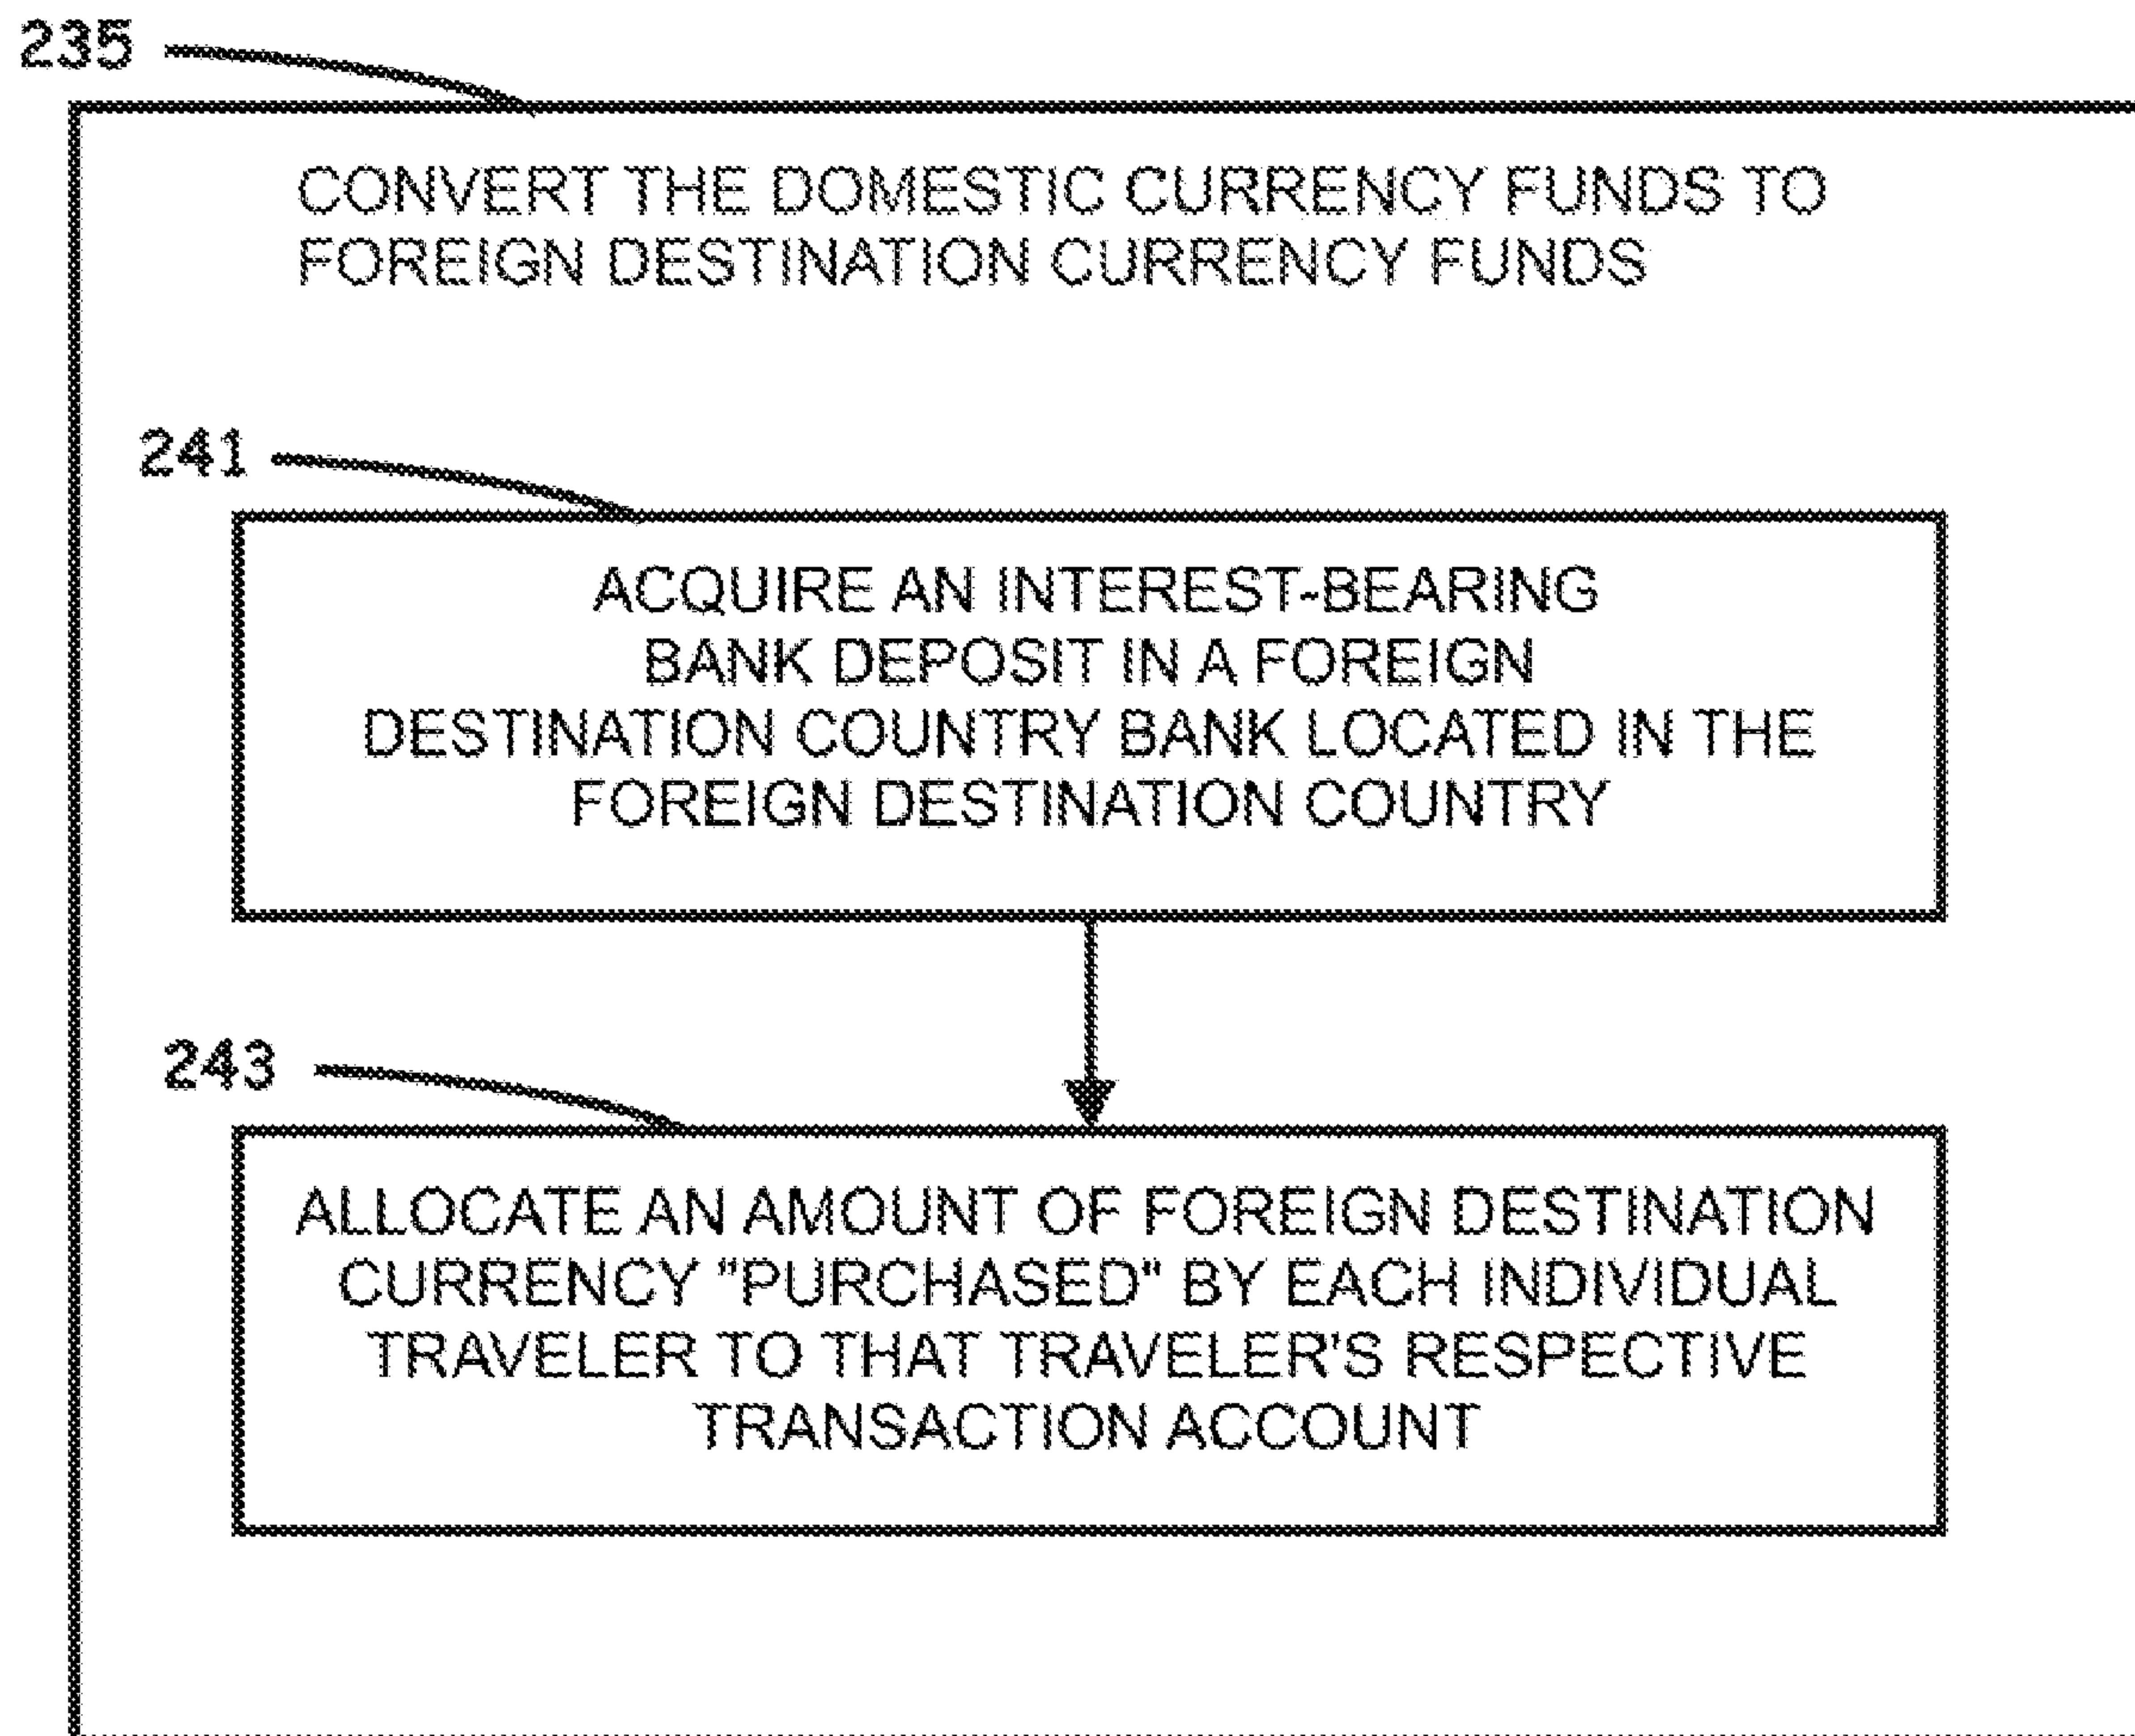 235
CONVERT THE DOMESTIC CURRENCY FUNDS TO
FOREIGN DESTINATION CURRENCY FUNDS
241
ACQUIRE AN INTEREST-BEARING
BANK DEPOSIT IN A FOREIGN
DESTINATION COUNTRY BANK LOCATED IN THE
FOREIGN DESTINATION COUNTRY
243
ALLOCATE AN AMOUNT OF FOREIGN DESTINATION
CURRENCY "PURCHASED" BY EACH INDIVIDUAL
TRAVELER TO THAT TRAVELER'S RESPECTIVE
TRANSACTION ACCOUNT